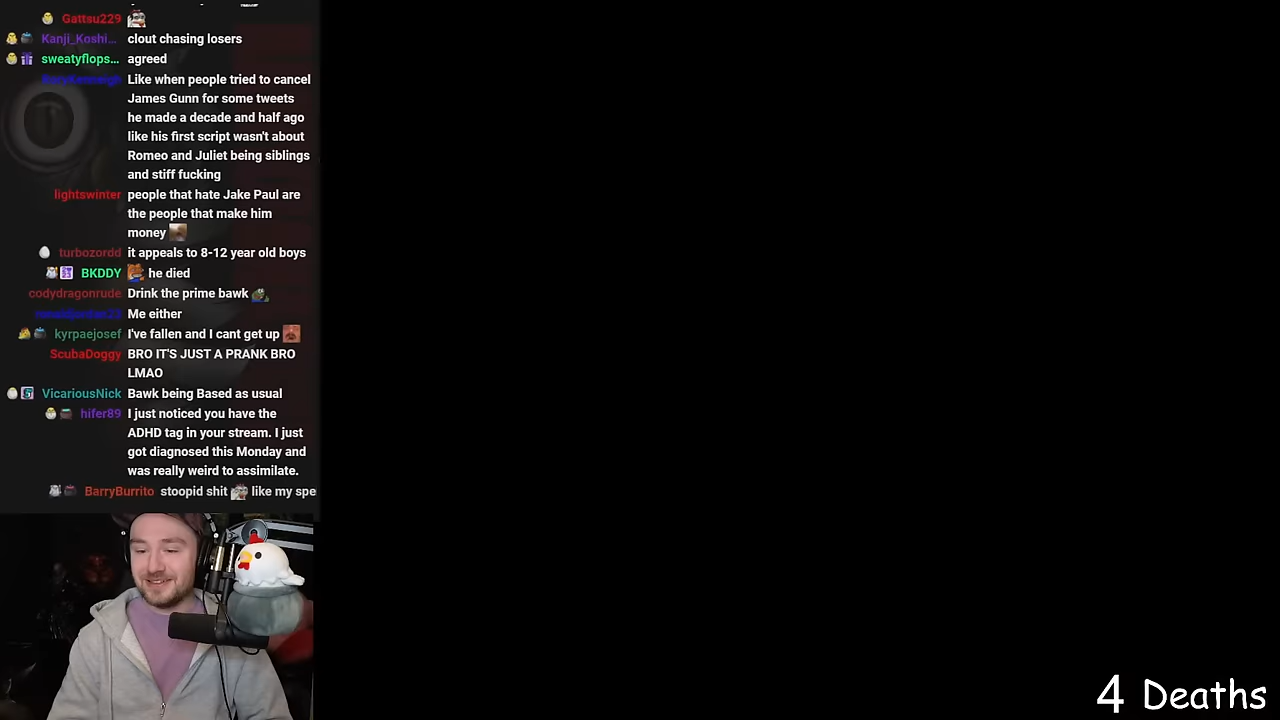 Gattsu229
Kanji_Koshi... clout chasing losers
sweatyflops... agreed
Like when people tried to cancel
James Gunn for some tweets
he made a decade and half ago
like his first script wasn't about
Romeo and Juliet being siblings
and stiff fucking
lightswinter people that hate Jake Paul are
the people that make him
money
turbozordd it appeals to 8-12 year old boys
BKDDY he died
codydragonrude Drink the prime bawk
Me either
kyrpaejosef I've fallen and I cant get up
ScubaDoggy BRO IT'S JUST A PRANK BRO
LMAO
VicariousNick Bawk being Based as usual
hifer89 I just noticed you have the
ADHD tag in your stream. I just
got diagnosed this Monday and
was really weird to assimilate.
BarryBurrito stoopid shit like my spe
4 Deaths